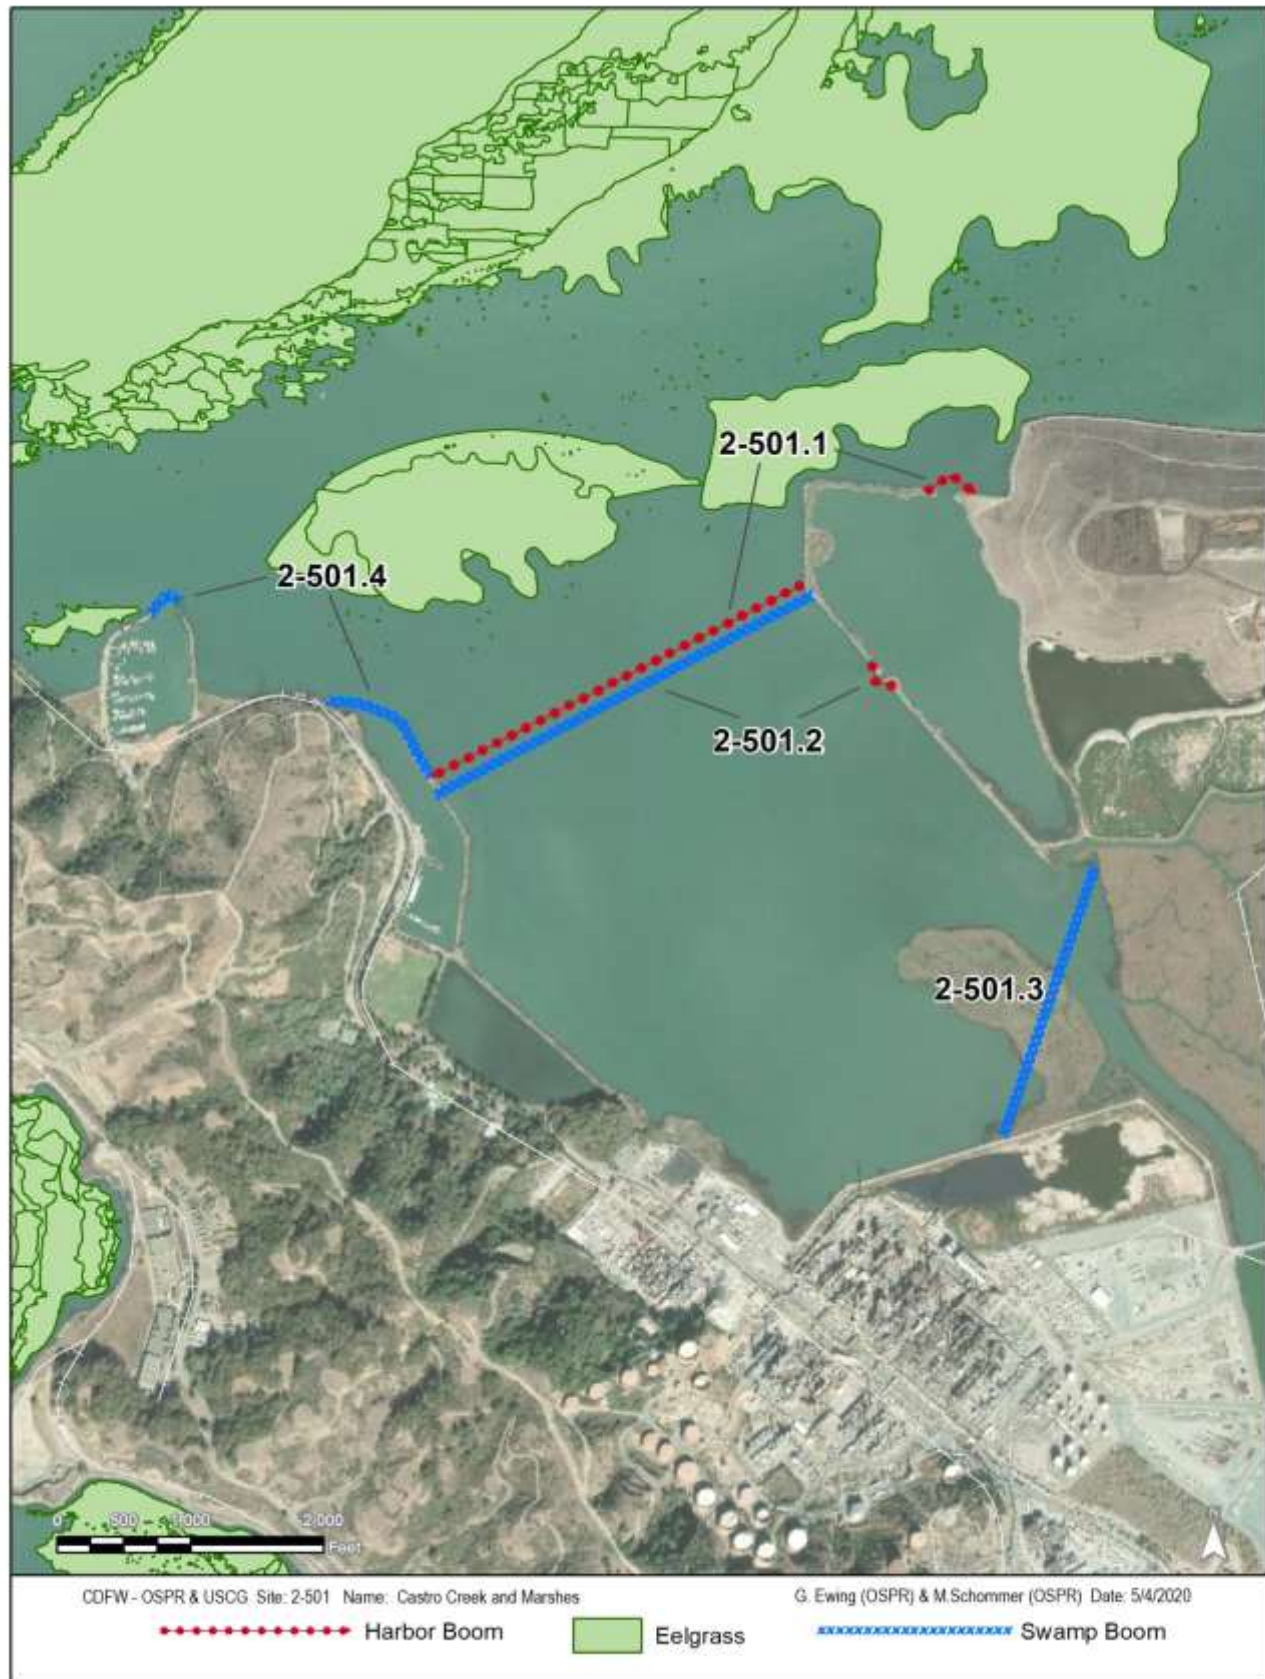 2-501.1
2-501.4
2-501.2
2-501.3
0 500 1,000 2,000
Feet
CDFW - OSPR & USCG Site: 2-501 Name: Castro Creek and Marshes
G. Ewing (OSPR) & M.Schommer (OSPR) Date: 5/4/2020
Harbor Boom
Eelgrass
Swamp Boom